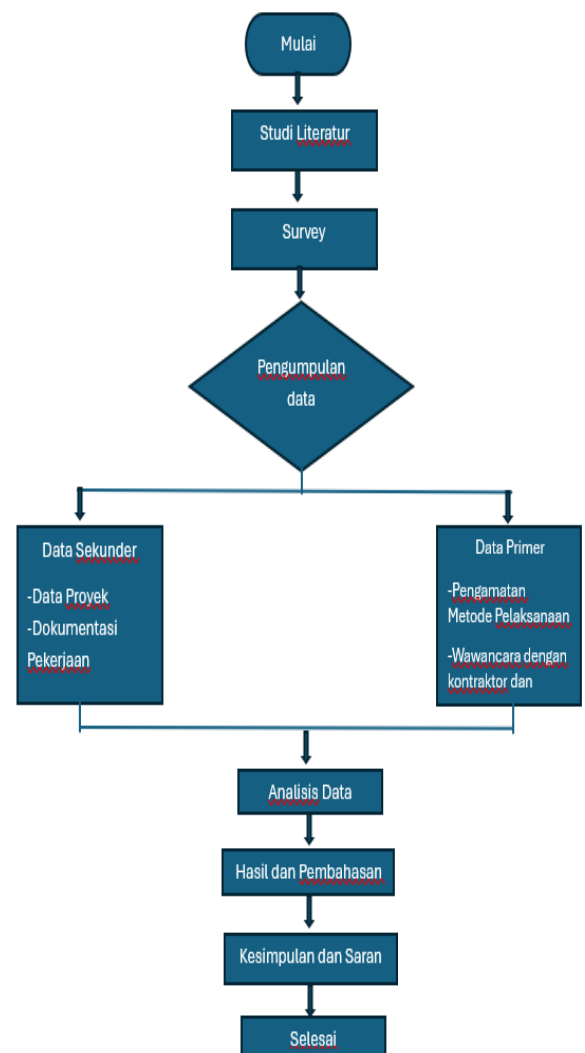 Mulai
Studi Literatur
Survey
Pengumpulan
data
Data Sekunder
-Data Proyek
-Dokumentasi
Pekerjaan
Data Primer
-Pengamatan
Metode Pelaksanaan
-Wawancara dengan
kontraktor dan
Analisis Data
Hasil dan Pembahasan
Kesimpulan dan Saran
Selesai